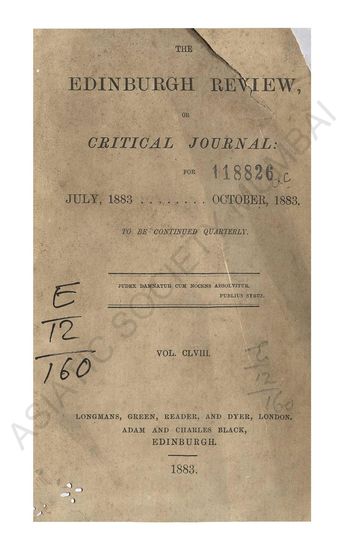 THE
EDINBURGH REVIEW,
OR
CRITICAL JOURNAL:
FOR
118826
JULY, 1883 ........ OCTOBER, 1883.
TO BE CONTINUED QUARTERLY.
JUDEX DAMNATUR CUM NOCENS ABSOLVITUR.
PUBLIUS SYRUS.
E
12
160
VOL. CLVIII.
12
160
LONGMANS, GREEN, READER, AND DYER, LONDON.
ADAM AND CHARLES BLACK,
EDINBURGH.
1883.
ASIATIC SOCIETY MUMBAI